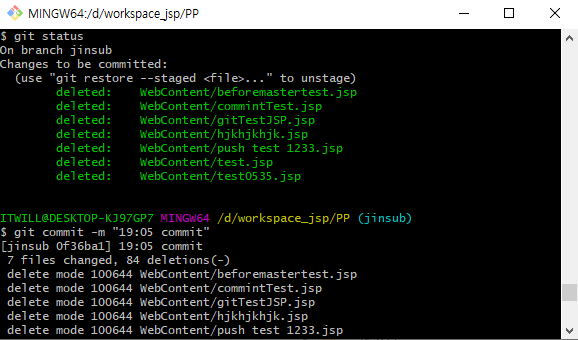 MINGW64:/d/workspace_jsp/PP
$ git status
On branch jinsub
Changes to be committed:
  (use "git restore --staged <file>..." to unstage)
        deleted:    WebContent/beforemastertest.jsp
        deleted:    WebContent/commintTest.jsp
        deleted:    WebContent/gitTestJSP.jsp
        deleted:    WebContent/hjkhjkhjk.jsp
        deleted:    WebContent/push test 1233.jsp
        deleted:    WebContent/test.jsp
        deleted:    WebContent/test0535.jsp
ITWILL@DESKTOP-KJ97GP7 MINGW64 /d/workspace_jsp/PP (jinsub)
$ git commit -m "19:05 commit"
[jinsub 0f36ba1] 19:05 commit
 7 files changed, 84 deletions(-)
 delete mode 100644 WebContent/beforemastertest.jsp
 delete mode 100644 WebContent/commintTest.jsp
 delete mode 100644 WebContent/gitTestJSP.jsp
 delete mode 100644 WebContent/hjkhjkhjk.jsp
 delete mode 100644 WebContent/push test 1233.jsp